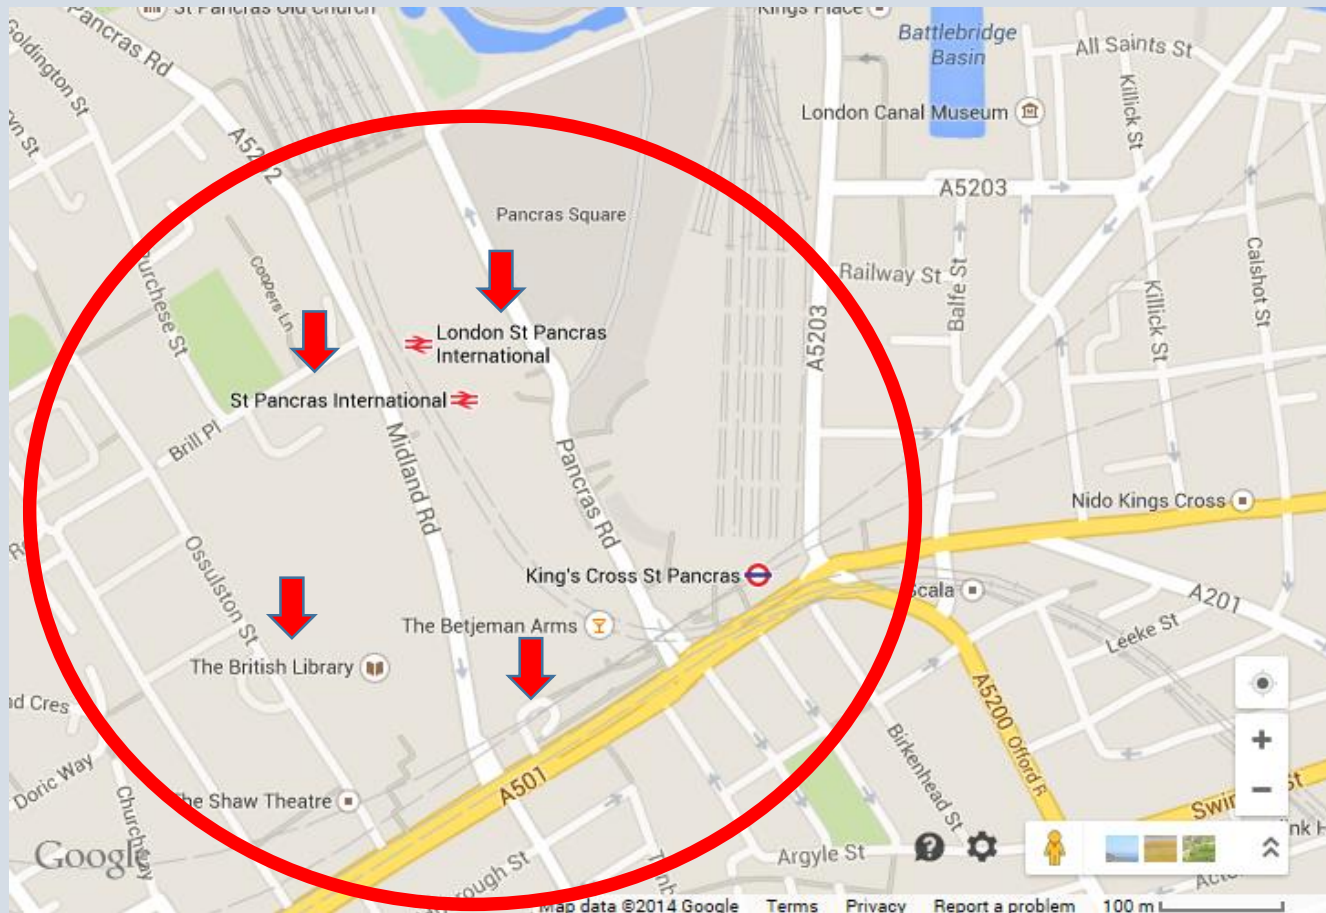 St Pancras Old Church
Kings Place
Goldington St
Pancras Rd
Battlebridge
Basin
All Saints St
Killick St
London Canal Museum
A5202
A5203
Pancras Square
Coopers Ln
Railway St
Balfe St
Calshot St
Killick St
A5203
London St Pancras
International
St Pancras International
Brill Pl
Midland Rd
Pancras Rd
Nido Kings Cross
Ossulston St
King's Cross St Pancras
Scala
A201
The Betjeman Arms
Leeke St
The British Library
A5200
Birkenhead St
Doric Way
A501
The Shaw Theatre
Churchway
Argyle St
Google
Map data ©2014 Google Terms Privacy Report a problem 100 m